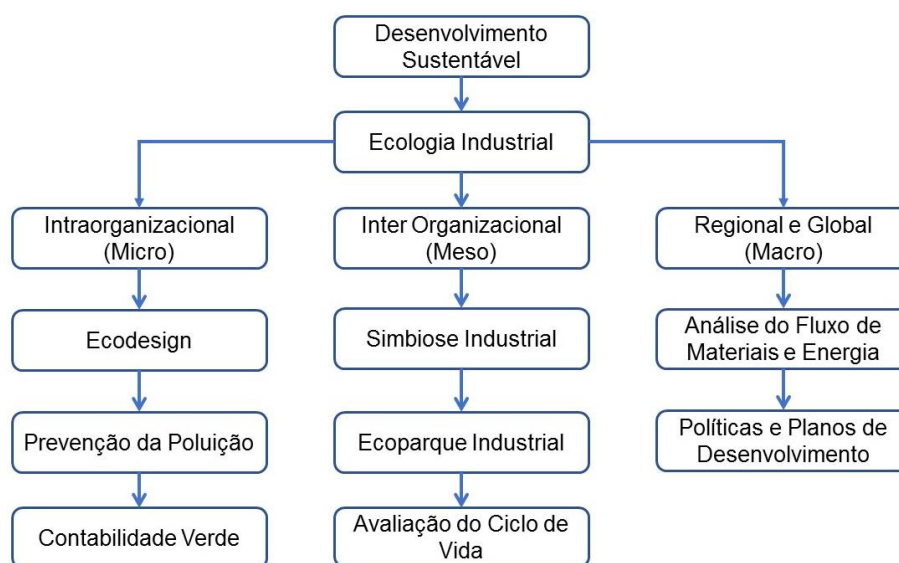 Desenvolvimento
Sustentável
Ecologia Industrial
Intraorganizacional
(Micro)
Inter Organizacional
(Meso)
Regional e Global
(Macro)
Ecodesign
Simbiose Industrial
Análise do Fluxo de
Materiais e Energia
Prevenção da Poluição
Ecoparque Industrial
Políticas e Planos de
Desenvolvimento
Contabilidade Verde
Avaliação do Ciclo de
Vida